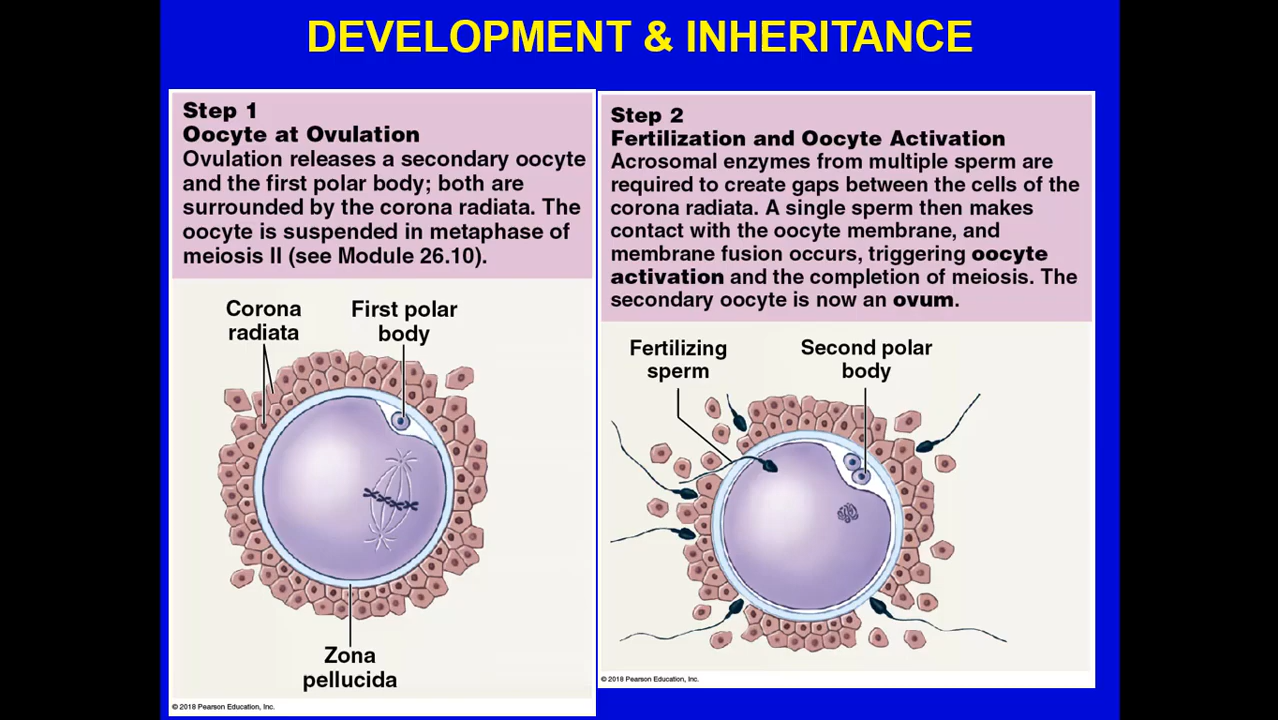 DEVELOPMENT & INHERITANCE
Step 1
Oocyte at Ovulation
Ovulation releases a secondary oocyte
and the first polar body; both are
surrounded by the corona radiata. The
oocyte is suspended in metaphase of
meiosis II (see Module 26.10).
Corona
radiata
First polar
body
Zona
pellucida
© 2018 Pearson Education, Inc.
Step 2
Fertilization and Oocyte Activation
Acrosomal enzymes from multiple sperm are
required to create gaps between the cells of the
corona radiata. A single sperm then makes
contact with the oocyte membrane, and
membrane fusion occurs, triggering oocyte
activation and the completion of meiosis. The
secondary oocyte is now an ovum.
Fertilizing
sperm
Second polar
body
© 2018 Pearson Education, Inc.